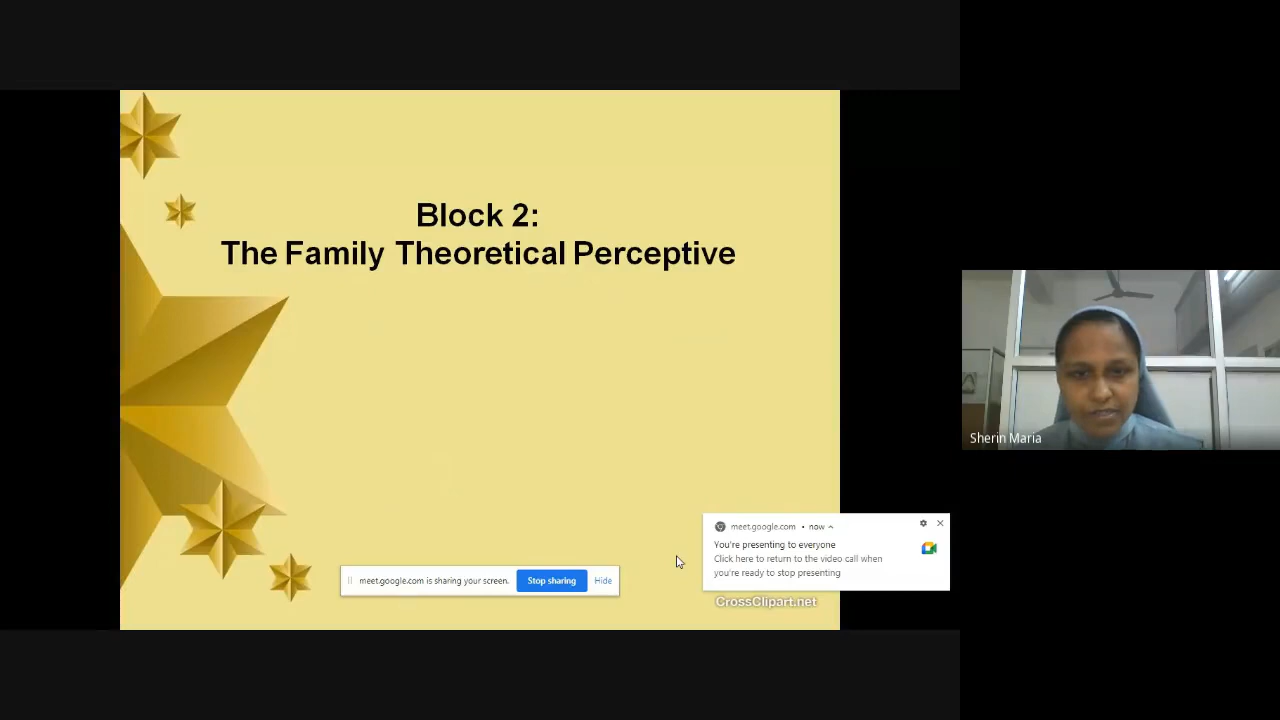 Block 2:
The Family Theoretical Perceptive
Sherin Maria
meet.google.com • now
You're presenting to everyone
Click here to return to the video call when
you're ready to stop presenting
meet.google.com is sharing your screen.
Stop sharing
Hide
CrossClipart.net